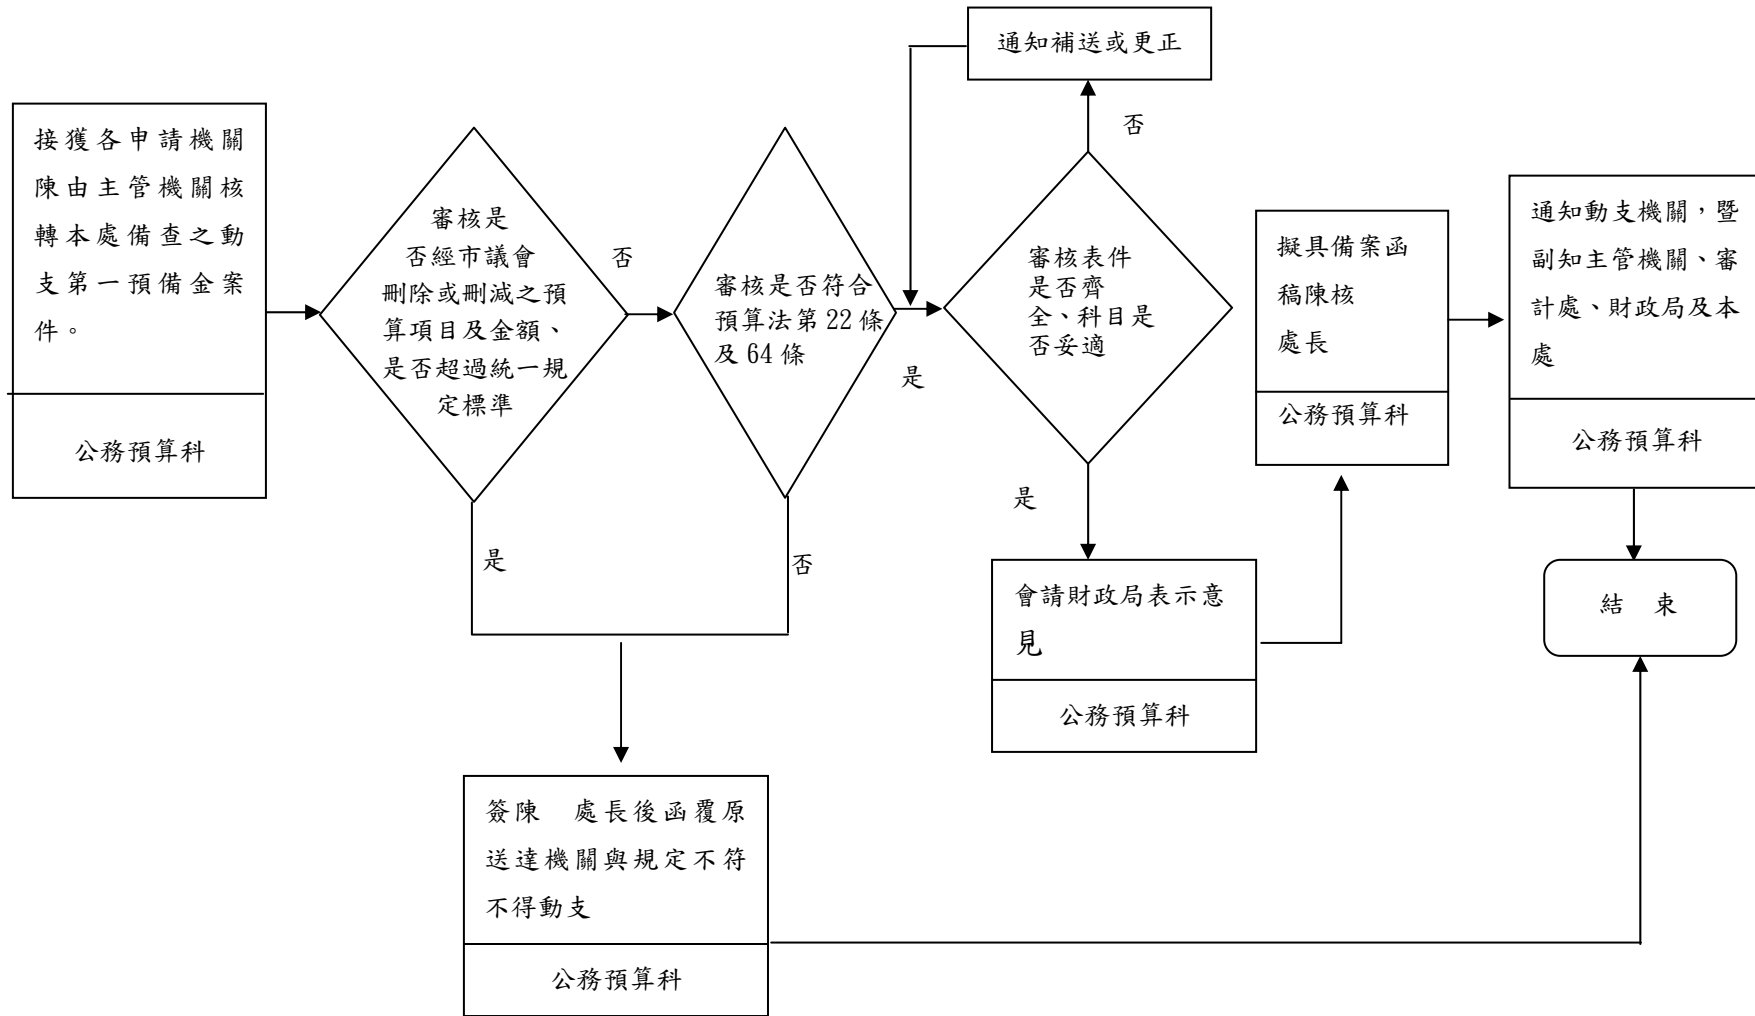 通知補送或更正
接獲各申請機關
陳由主管機關核
轉本處備查之動
支第一預備金案
件。
公務預算科
審核是
否經市議會
刪除或刪減之預
算項目及金額、
是否超過統一規
定標準
否
是
審核是否符合
預算法第 22 條
及 64 條
是
否
審核表件
是否齊
全、科目是
否妥適
否
是
會請財政局表示意
見
公務預算科
擬具備案函
稿陳核
處長
公務預算科
通知動支機關，暨
副知主管機關、審
計處、財政局及本
處
公務預算科
結　束
簽陳　處長後函覆原
送達機關與規定不符
不得動支
公務預算科